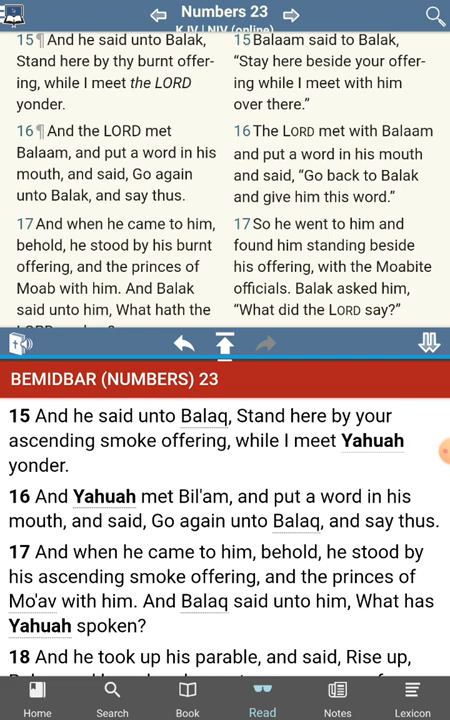 Numbers 23
KJV | NIV (online)
15¶ And he said unto Balak,
Stand here by thy burnt offer-
ing, while I meet the LORD
yonder.
16¶ And the LORD met
Balaam, and put a word in his
mouth, and said, Go again
unto Balak, and say thus.
17 And when he came to him,
behold, he stood by his burnt
offering, and the princes of
Moab with him. And Balak
said unto him, What hath the
15 Balaam said to Balak,
“Stay here beside your offer-
ing while I meet with him
over there.”
16 The LORD met with Balaam
and put a word in his mouth
and said, “Go back to Balak
and give him this word.”
17 So he went to him and
found him standing beside
his offering, with the Moabite
officials. Balak asked him,
“What did the LORD say?”
BEMIDBAR (NUMBERS) 23
15 And he said unto Balaq, Stand here by your
ascending smoke offering, while I meet Yahuah
yonder.
16 And Yahuah met Bil'am, and put a word in his
mouth, and said, Go again unto Balaq, and say thus.
17 And when he came to him, behold, he stood by
his ascending smoke offering, and the princes of
Mo'av with him. And Balaq said unto him, What has
Yahuah spoken?
18 And he took up his parable, and said, Rise up,
Home
Search
Book
Read
Notes
Lexicon